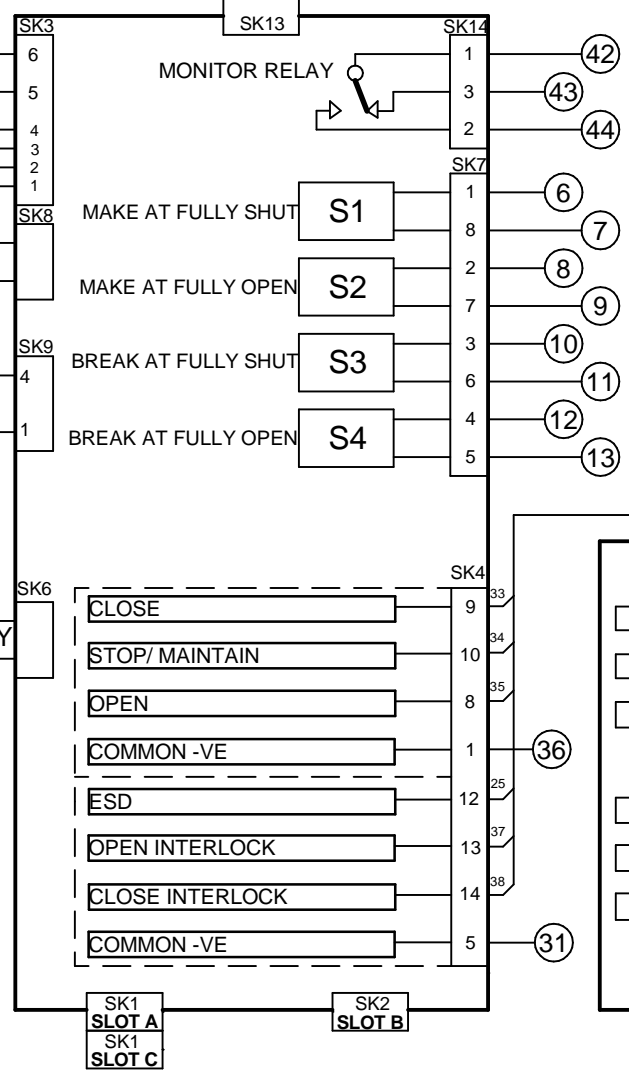 SK3
SK13
SK14
6
MONITOR RELAY
1
42
5
3
43
4
2
44
3
2
1
SK7
MAKE AT FULLY SHUT
S1
1
6
SK8
8
7
MAKE AT FULLY OPEN
S2
2
8
7
9
SK9
BREAK AT FULLY SHUT
S3
3
10
4
6
11
1
BREAK AT FULLY OPEN
S4
4
12
5
13
SK4
SK6
CLOSE
9
33
Y
STOP/ MAINTAIN
10
34
OPEN
8
35
COMMON -VE
1
36
ESD
12
25
OPEN INTERLOCK
13
37
CLOSE INTERLOCK
14
38
COMMON -VE
5
31
SK1
SLOT A
SK2
SLOT B
SK1
SLOT C